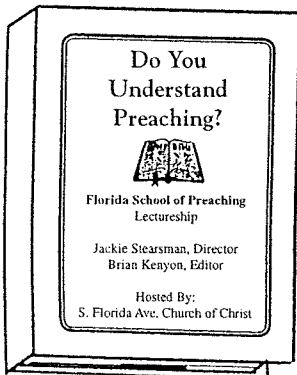 Do You
Understand
Preaching?
Florida School of Preaching
Lectureship
Jackie Stearsman, Director
Brian Kenyon, Editor
Hosted By:
S. Florida Ave. Church of Christ